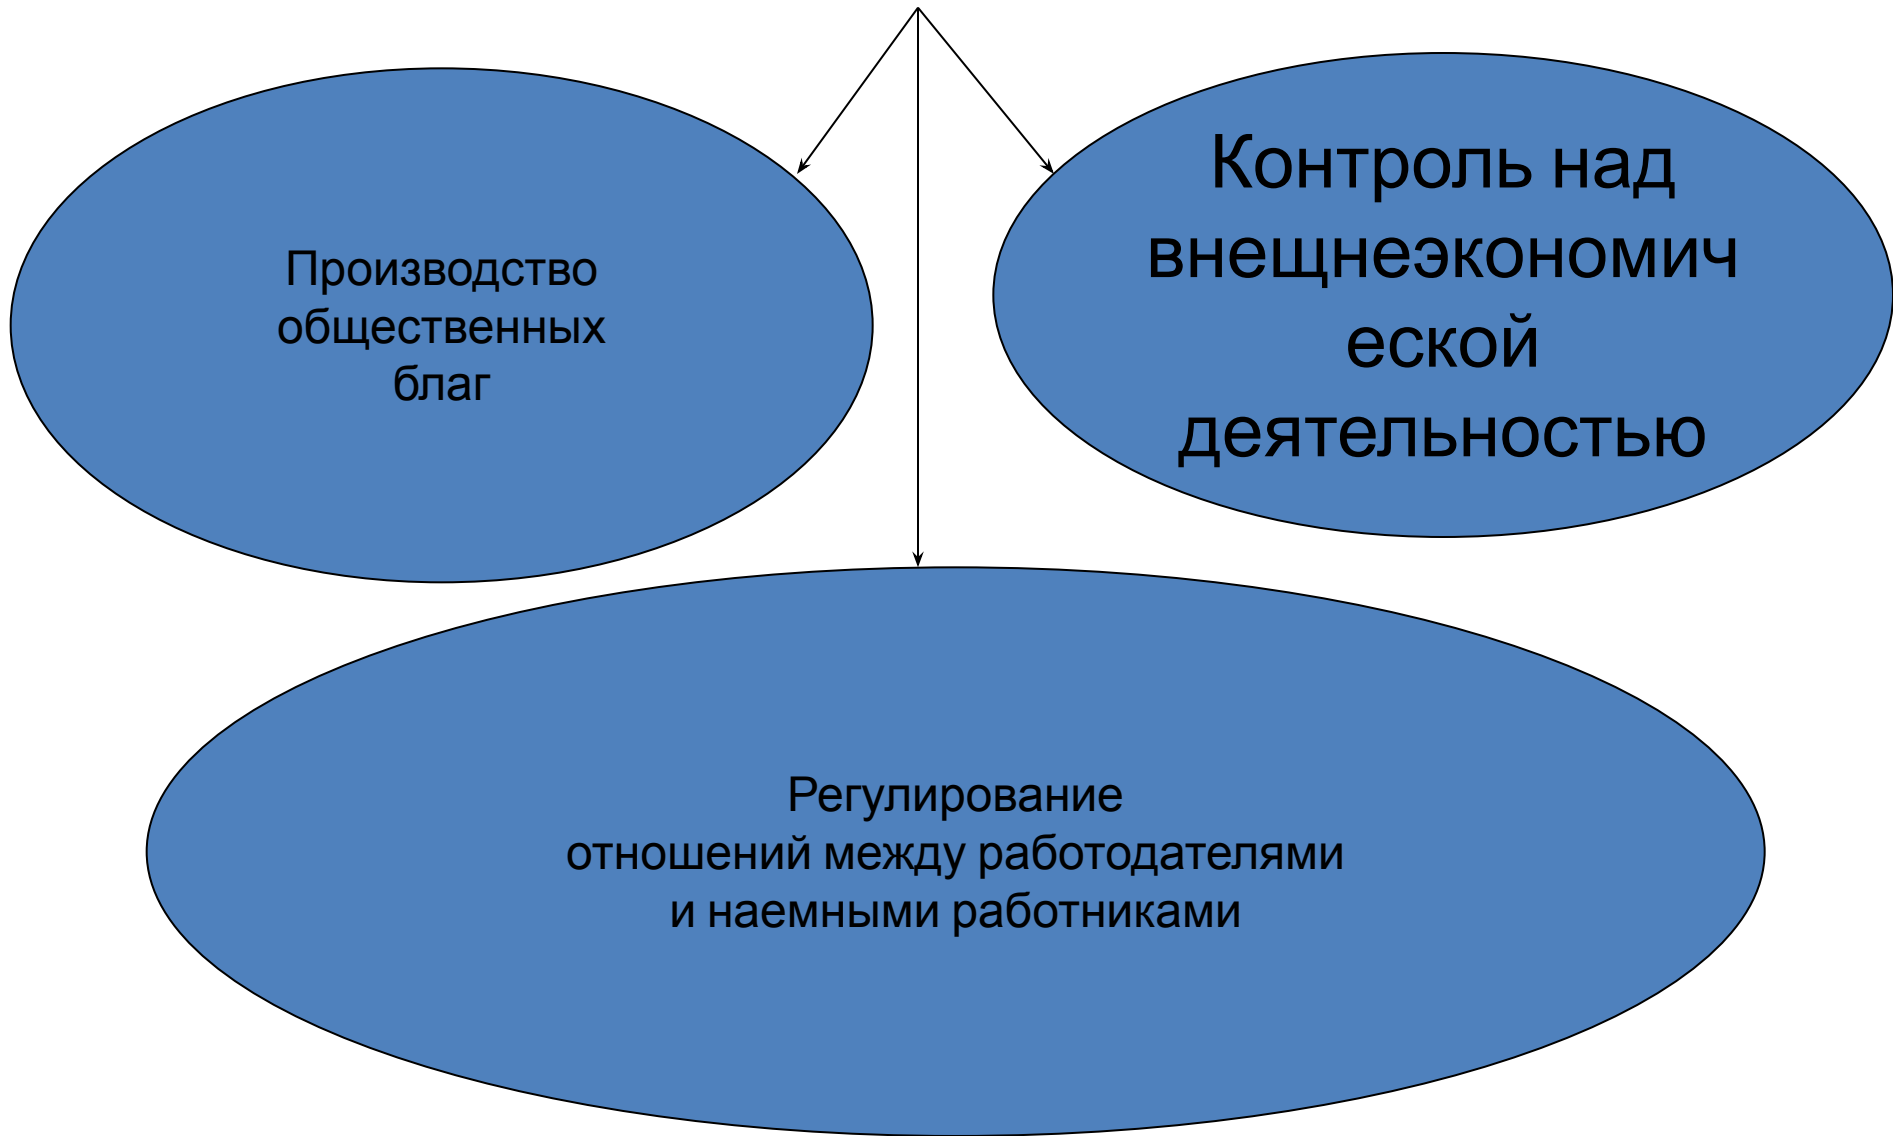 Производство
общественных
благ
Контроль над
внещнеэкономич
еской
деятельностью
Регулирование
отношений между работодателями
и наемными работниками